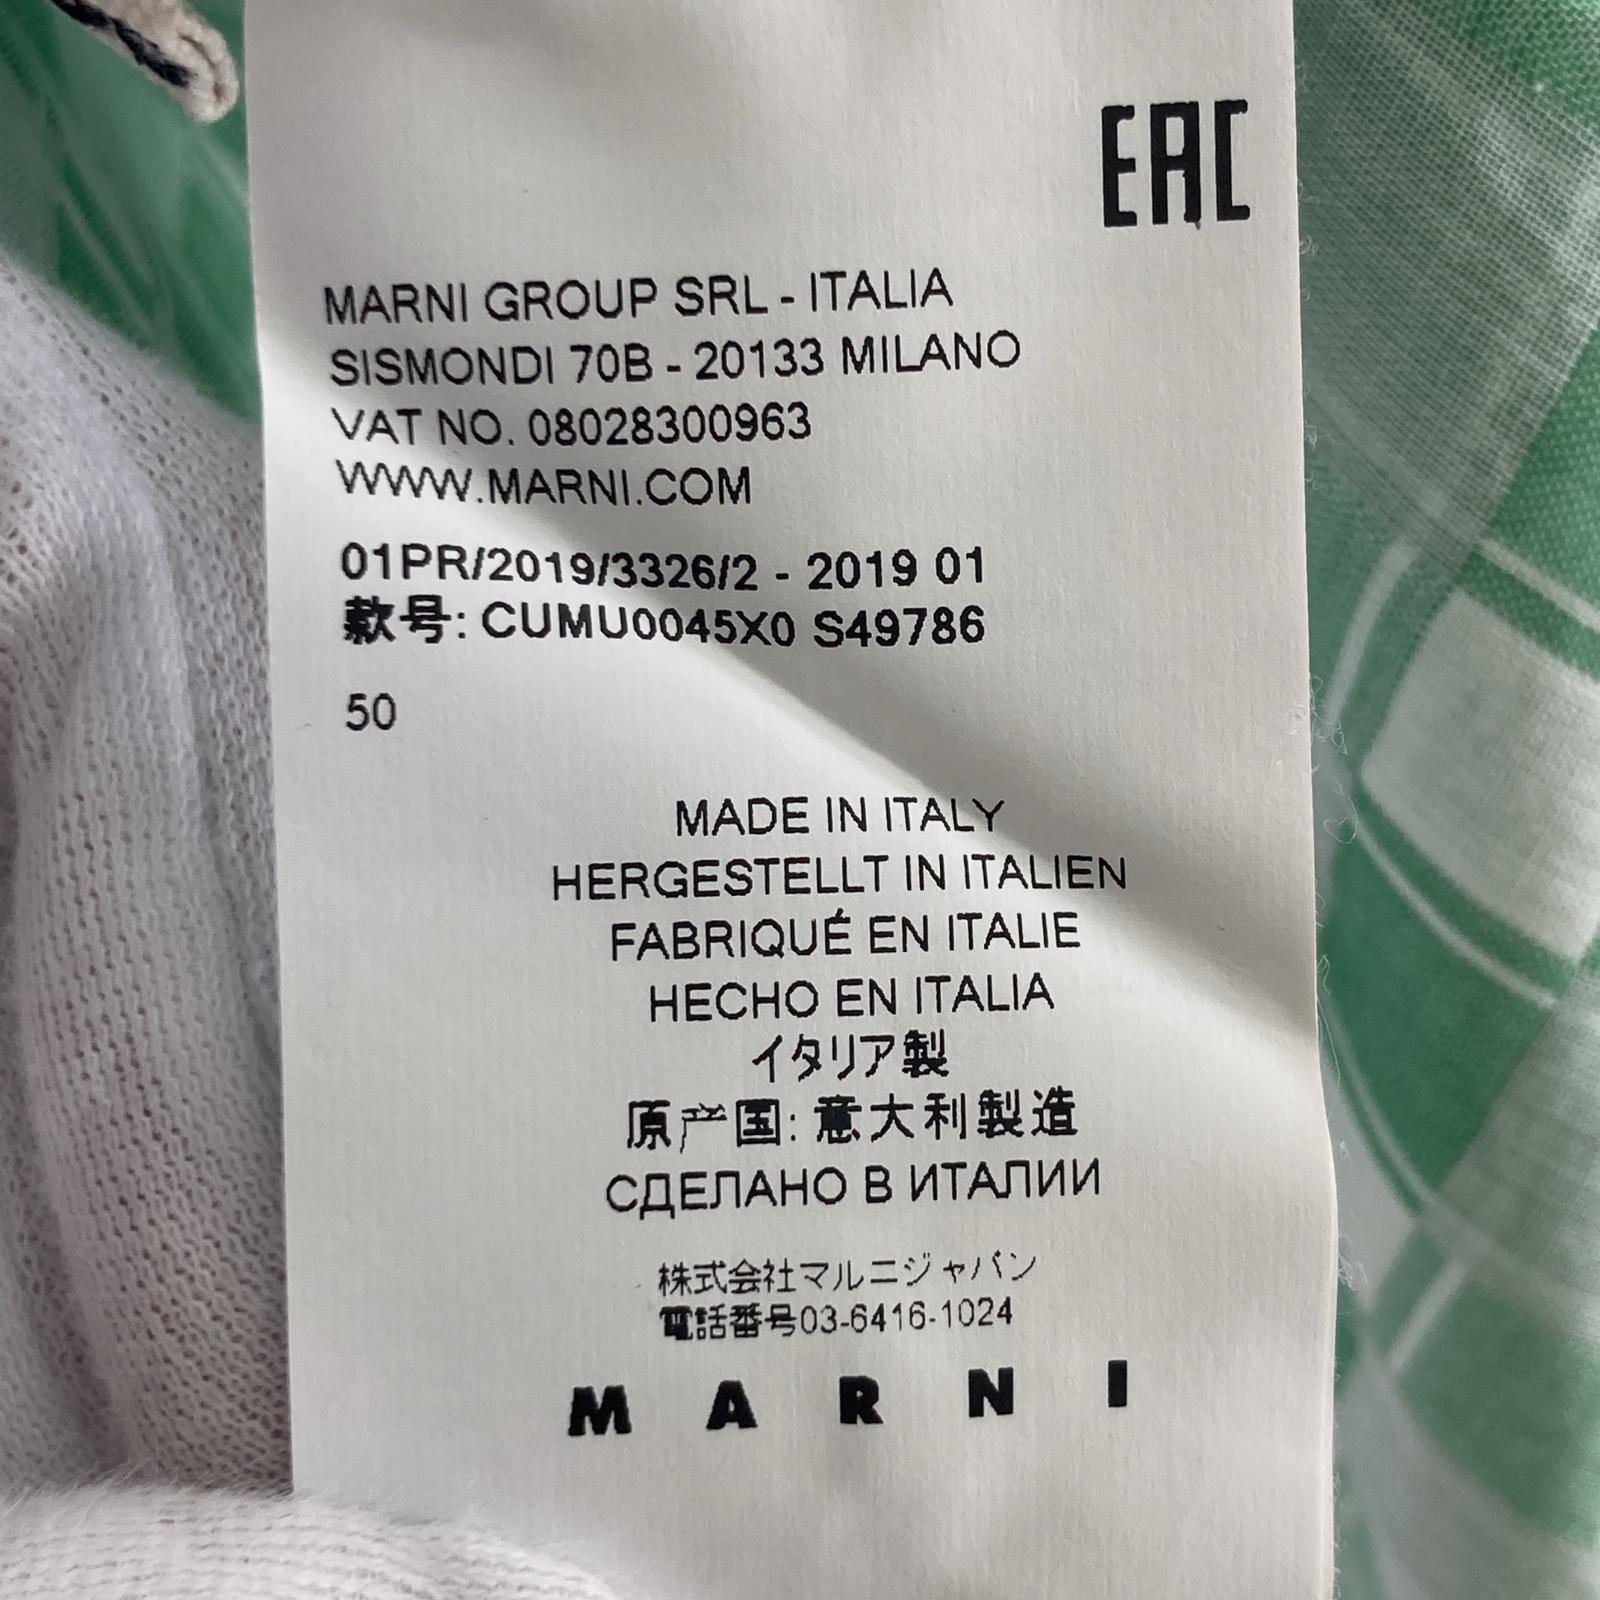 EAC
MARNI GROUP SRL - ITALIA
SISMONDI 70B - 20133 MILANO
VAT NO. 08028300963
WWW.MARNI.COM
01PR/2019/3326/2 - 2019 01
款号: CUMU0045X0 S49786
50
MADE IN ITALY
HERGESTELLT IN ITALIEN
FABRIQUÉ EN ITALIE
HECHO EN ITALIA
イタリア製
原产国: 意大利製造
СДЕЛАНО В ИТАЛИИ
株式会社マルニジャパン
電話番号03-6416-1024
MARNI